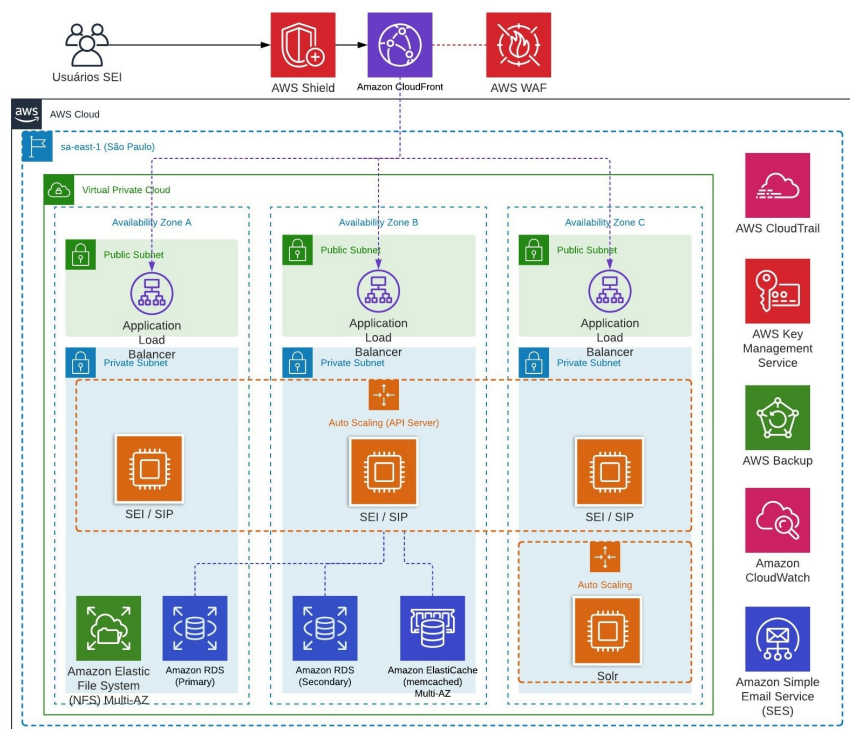 Usuários SEI
AWS Shield
Amazon CloudFront
AWS WAF
aws
AWS Cloud
sa-east-1 (São Paulo)
Virtual Private Cloud
Availability Zone A
Availability Zone B
Availability Zone C
Public Subnet
Public Subnet
Public Subnet
Application
Load
Balancer
Application
Load
Balancer
Application
Load
Balancer
Private Subnet
Private Subnet
Private Subnet
Auto Scaling (API Server)
SEI / SIP
SEI / SIP
SEI / SIP
Auto Scaling
Solr
Amazon Elastic
File System
(NFS) Multi-AZ
Amazon RDS
(Primary)
Amazon RDS
(Secondary)
Amazon ElastiCache
(memcached)
Multi-AZ
AWS CloudTrail
AWS Key
Management
Service
AWS Backup
Amazon
CloudWatch
Amazon Simple
Email Service
(SES)